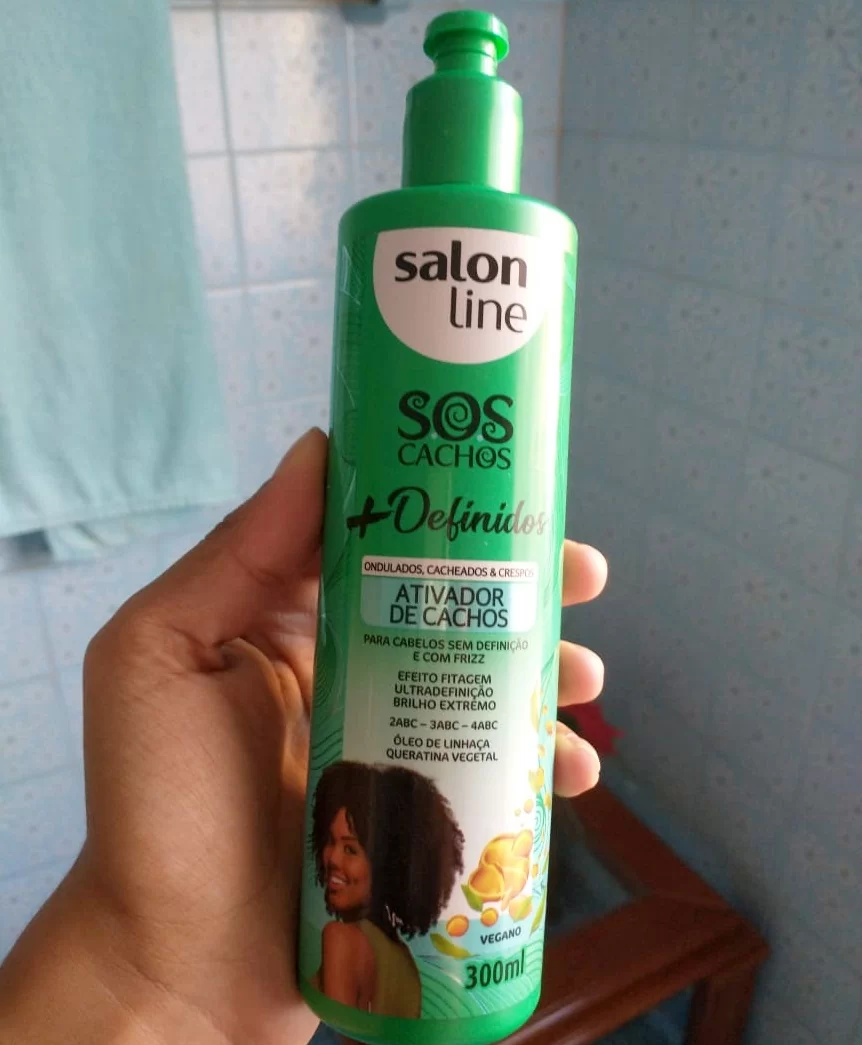 salon
line
S.O.S
CACHOS
+Definidos
ONDULADOS, CACHEADOS & CRESPOS
ATIVADOR
DE CACHOS
PARA CABELOS SEM DEFINIÇÃO
E COM FRIZZ
EFEITO FITAGEM
ULTRADEFINIÇÃO
BRILHO EXTREMO
2ABC – 3ABC – 4ABC
ÓLEO DE LINHAÇA
QUERATINA VEGETAL
VEGANO
300ml